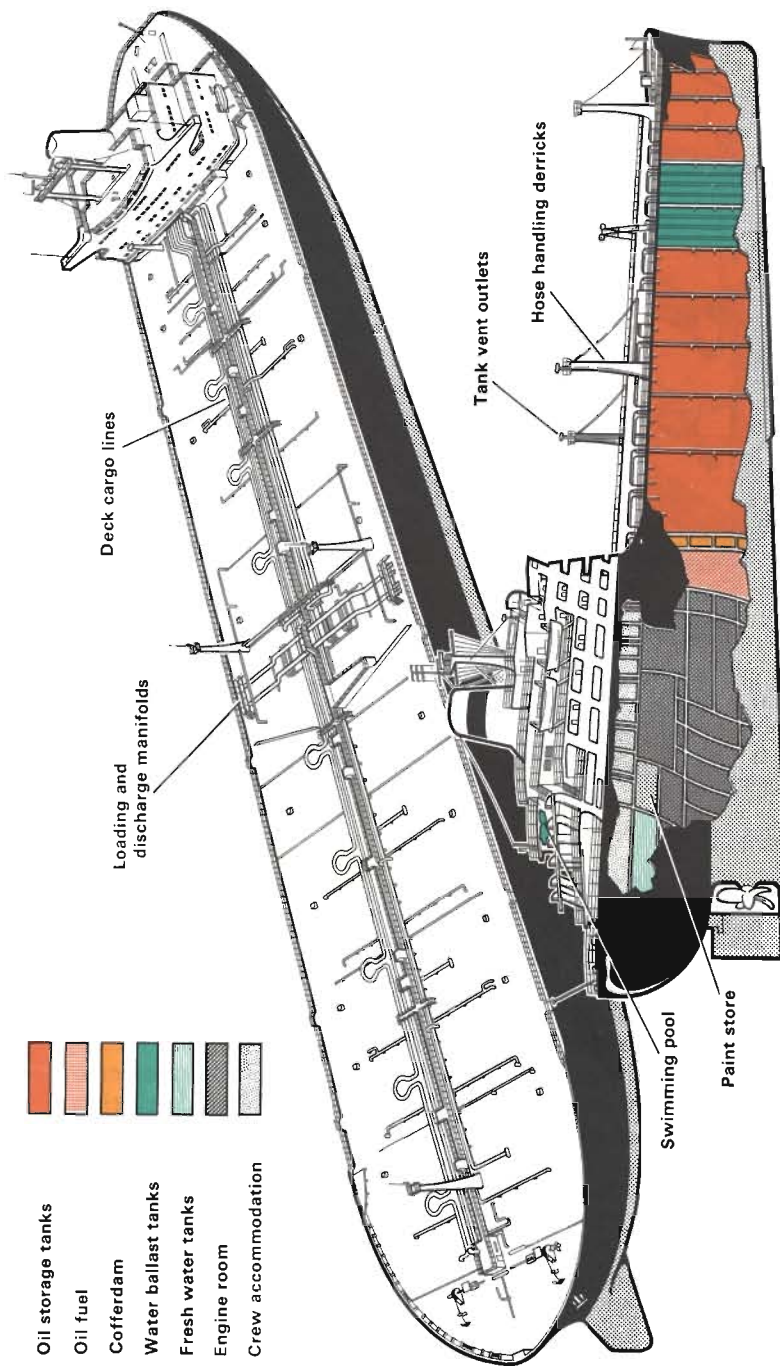 Oil storage tanks
Oil fuel
Cofferdam
Water ballast tanks
Fresh water tanks
Engine room
Crew accommodation
Loading and
discharge manifolds
Deck cargo lines
Tank vent outlets
Hose handling derricks
Swimming pool
Paint store